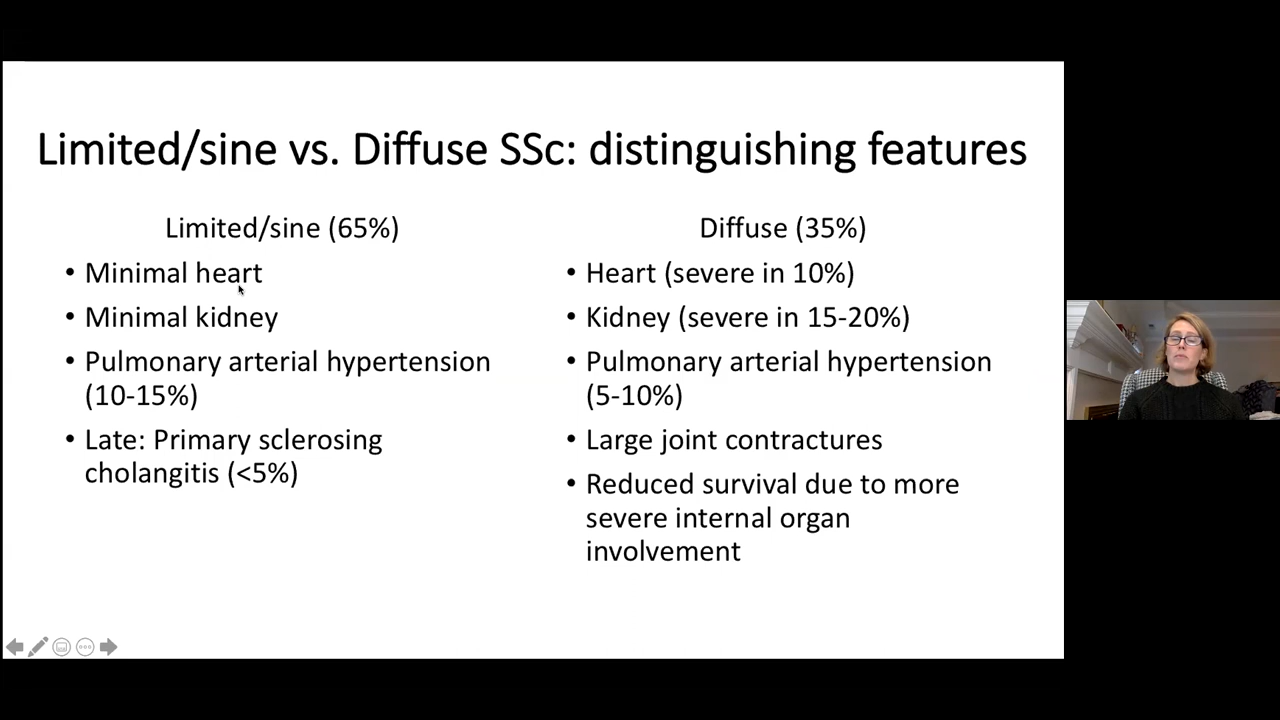 Limited/sine vs. Diffuse SSc: distinguishing features
Limited/sine (65%)
• Minimal heart
• Minimal kidney
• Pulmonary arterial hypertension
(10-15%)
• Late: Primary sclerosing
cholangitis (<5%)
Diffuse (35%)
• Heart (severe in 10%)
• Kidney (severe in 15-20%)
• Pulmonary arterial hypertension
(5-10%)
• Large joint contractures
• Reduced survival due to more
severe internal organ
involvement